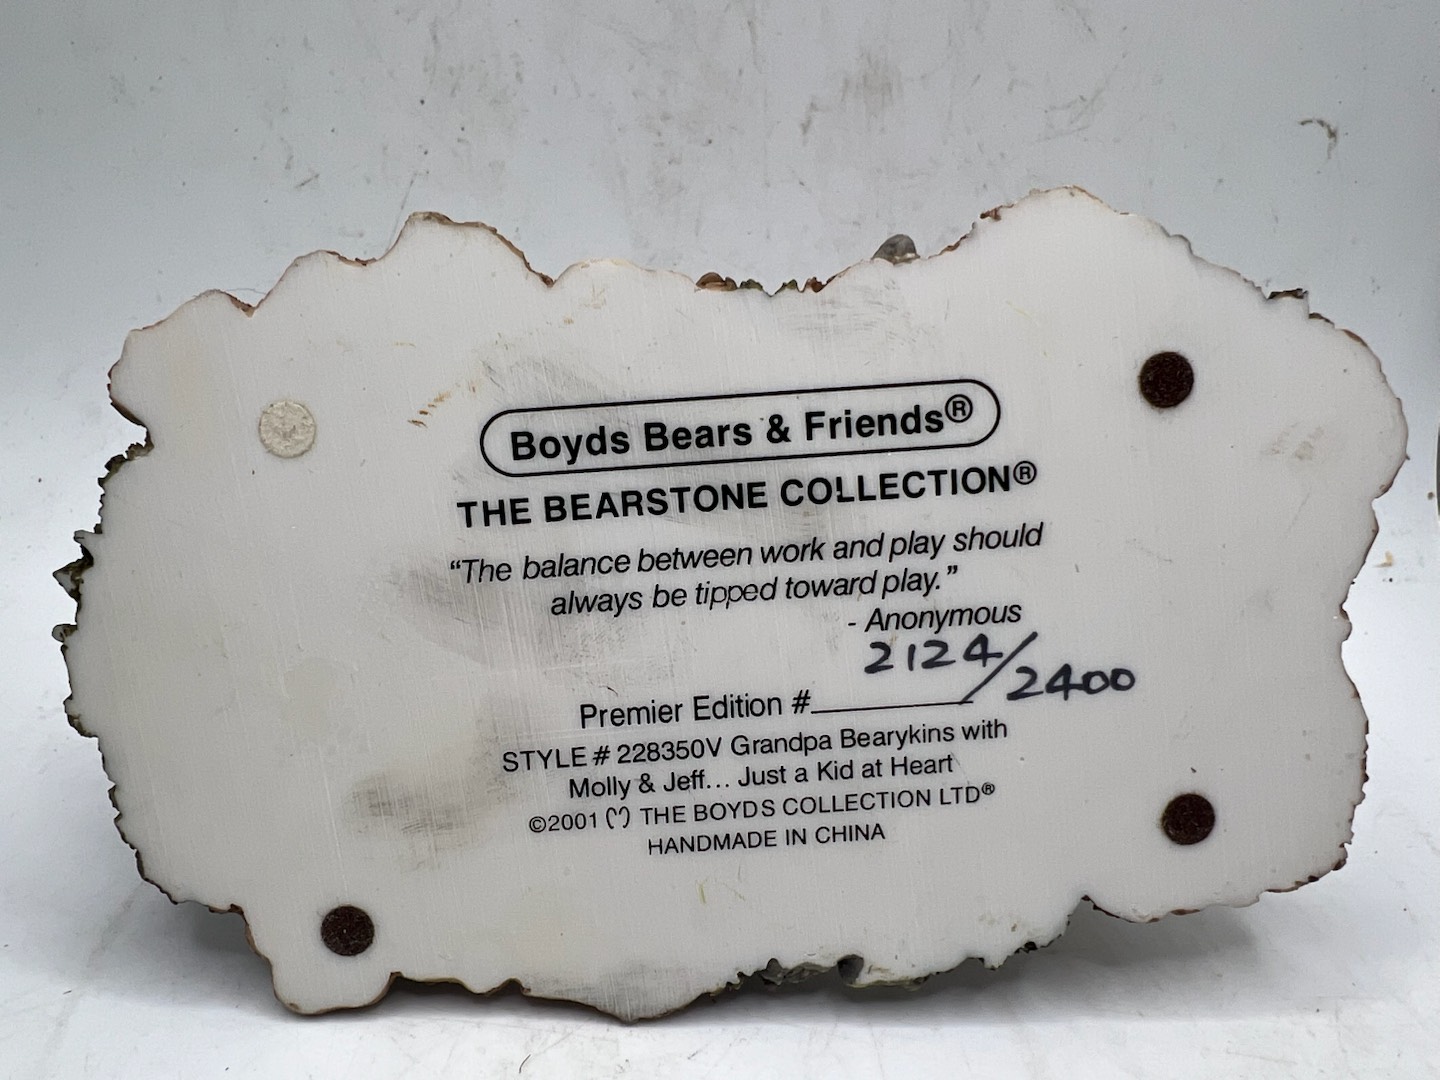 Boyds Bears & Friends®
THE BEARSTONE COLLECTION®
“The balance between work and play should
always be tipped toward play.”
- Anonymous
2124/2400
Premier Edition #
STYLE # 228350V Grandpa Bearykins with
Molly & Jeff... Just a Kid at Heart
©2001 THE BOYDS COLLECTION LTD®
HANDMADE IN CHINA